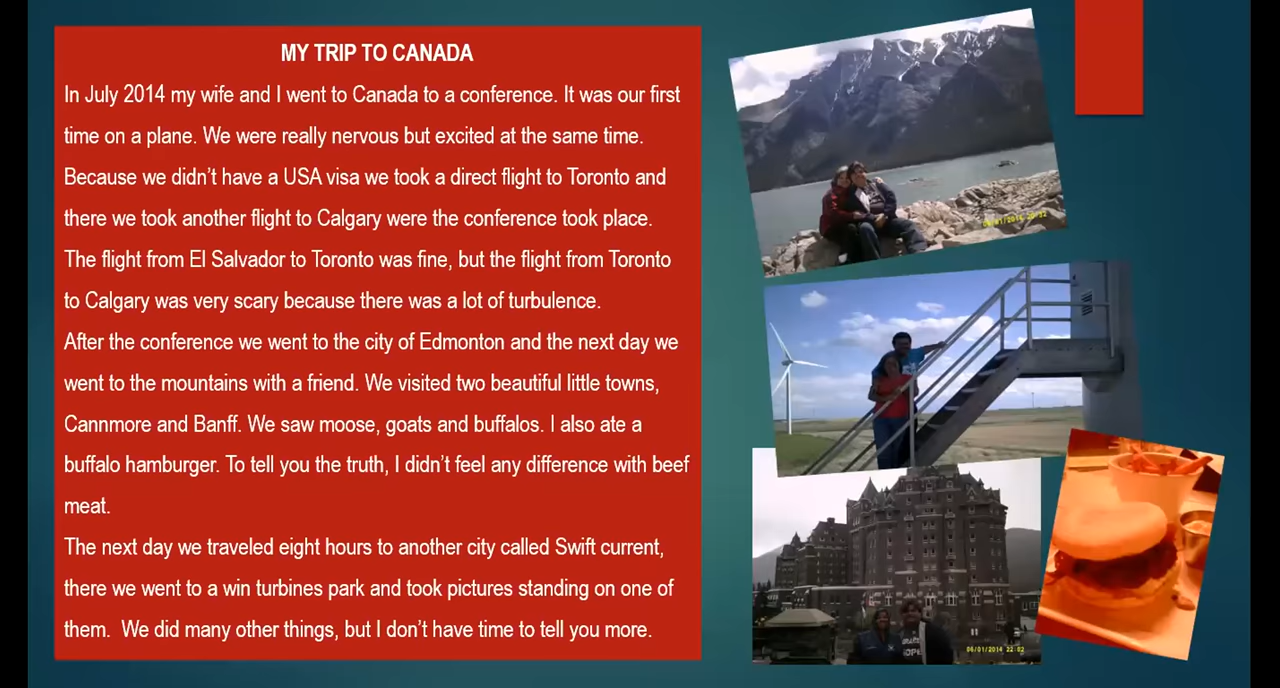 MY TRIP TO CANADA
In July 2014 my wife and I went to Canada to a conference. It was our first
time on a plane. We were really nervous but excited at the same time.
Because we didn’t have a USA visa we took a direct flight to Toronto and
there we took another flight to Calgary were the conference took place.
The flight from El Salvador to Toronto was fine, but the flight from Toronto
to Calgary was very scary because there was a lot of turbulence.
After the conference we went to the city of Edmonton and the next day we
went to the mountains with a friend. We visited two beautiful little towns,
Cannmore and Banff. We saw moose, goats and buffalos. I also ate a
buffalo hamburger. To tell you the truth, I didn’t feel any difference with beef
meat.
The next day we traveled eight hours to another city called Swift current,
there we went to a win turbines park and took pictures standing on one of
them.  We did many other things, but I don’t have time to tell you more.
06/01/2014 22:02